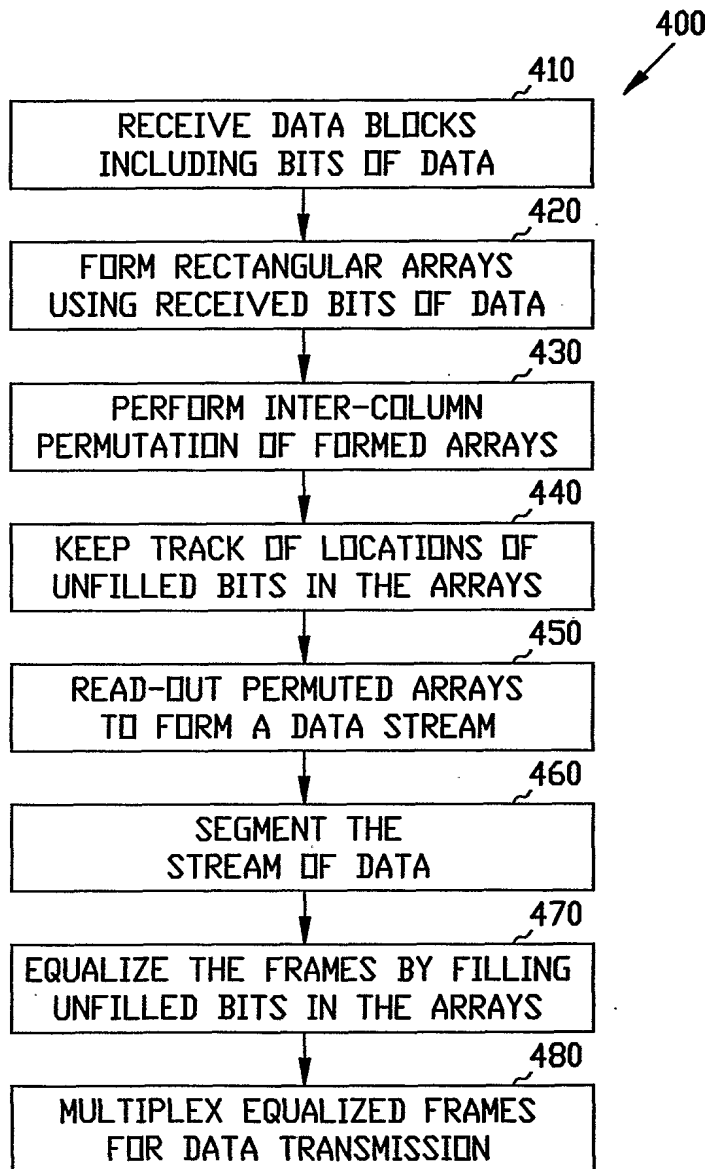 400
410
RECEIVE DATA BLOCKS
INCLUDING BITS OF DATA
420
FORM RECTANGULAR ARRAYS
USING RECEIVED BITS OF DATA
430
PERFORM INTER-COLUMN
PERMUTATION OF FORMED ARRAYS
440
KEEP TRACK OF LOCATIONS OF
UNFILLED BITS IN THE ARRAYS
450
READ-OUT PERMUTED ARRAYS
TO FORM A DATA STREAM
460
SEGMENT THE
STREAM OF DATA
470
EQUALIZE THE FRAMES BY FILLING
UNFILLED BITS IN THE ARRAYS
480
MULTIPLEX EQUALIZED FRAMES
FOR DATA TRANSMISSION